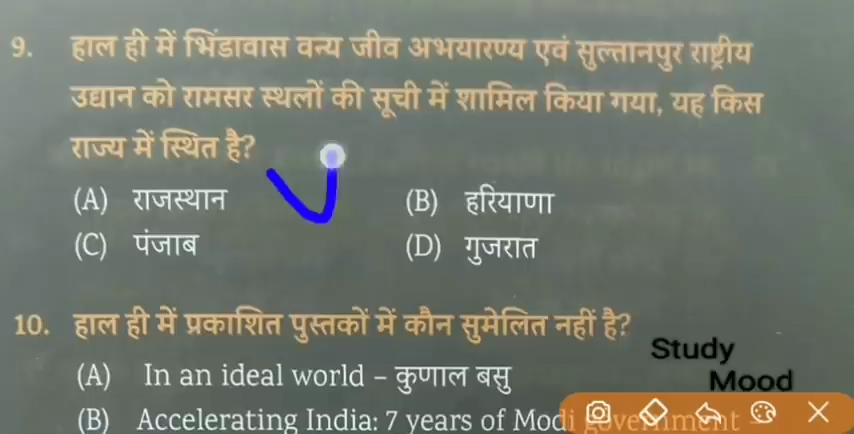 9. हाल ही में भिंडावास वन्य जीव अभयारण्य एवं सुल्तानपुर राष्ट्रीय
उद्यान को रामसर स्थलों की सूची में शामिल किया गया, यह किस
राज्य में स्थित है?
(A) राजस्थान (B) हरियाणा
(C) पंजाब (D) गुजरात
10. हाल ही में प्रकाशित पुस्तकों में कौन सुमेलित नहीं है?
Study
(A) In an ideal world – कुणाल बसु
Mood
(B) Accelerating India: 7 years of Modi government –